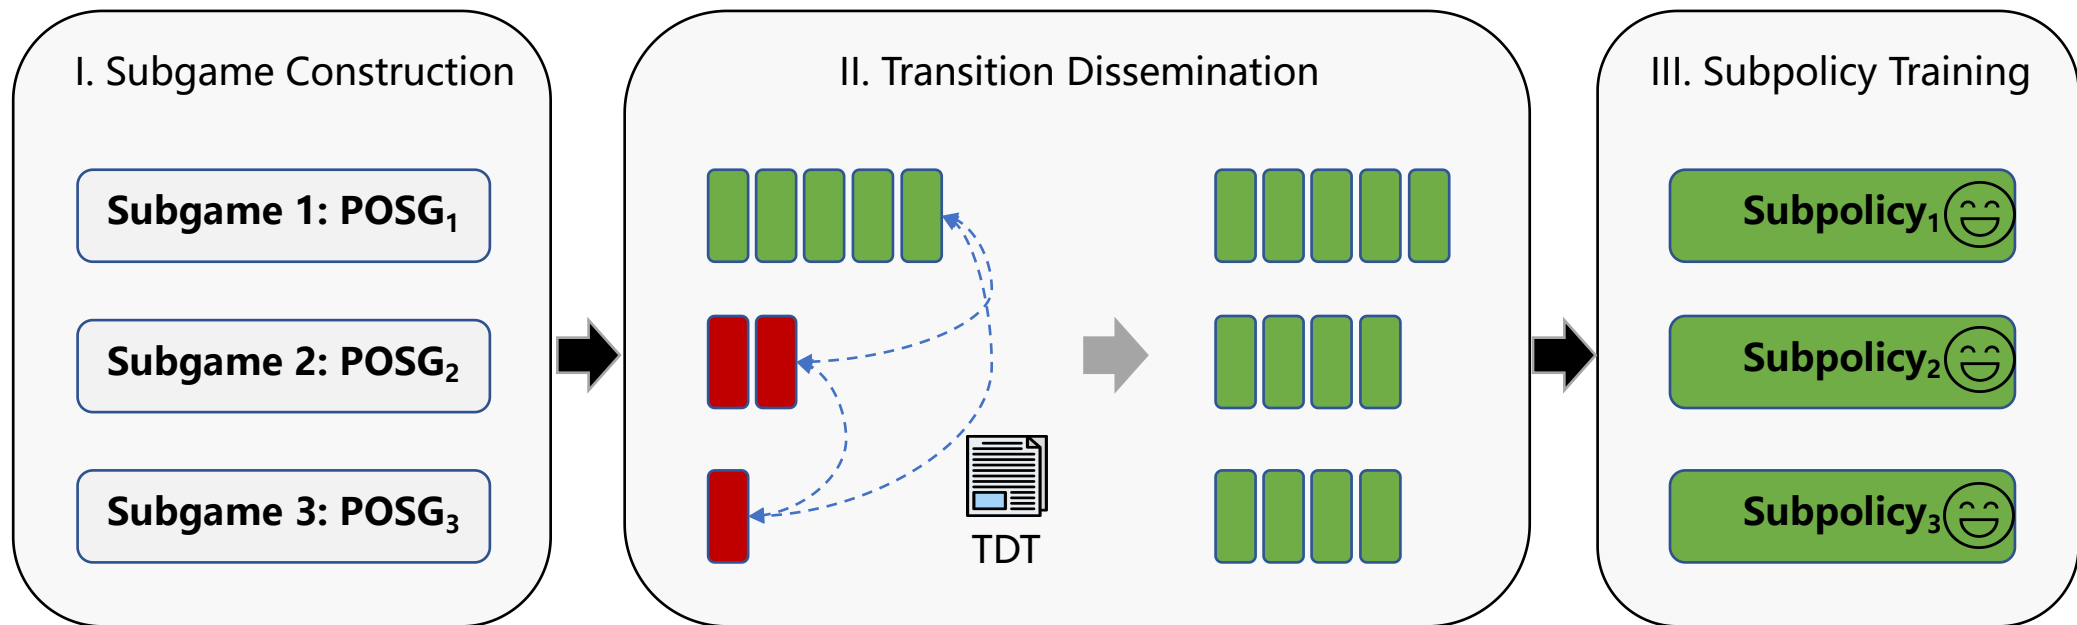 I. Subgame Construction
Subgame 1: POSG₁
Subgame 2: POSG₂
Subgame 3: POSG₃
II. Transition Dissemination
TDT
III. Subpolicy Training
Subpolicy₁
Subpolicy₂
Subpolicy₃